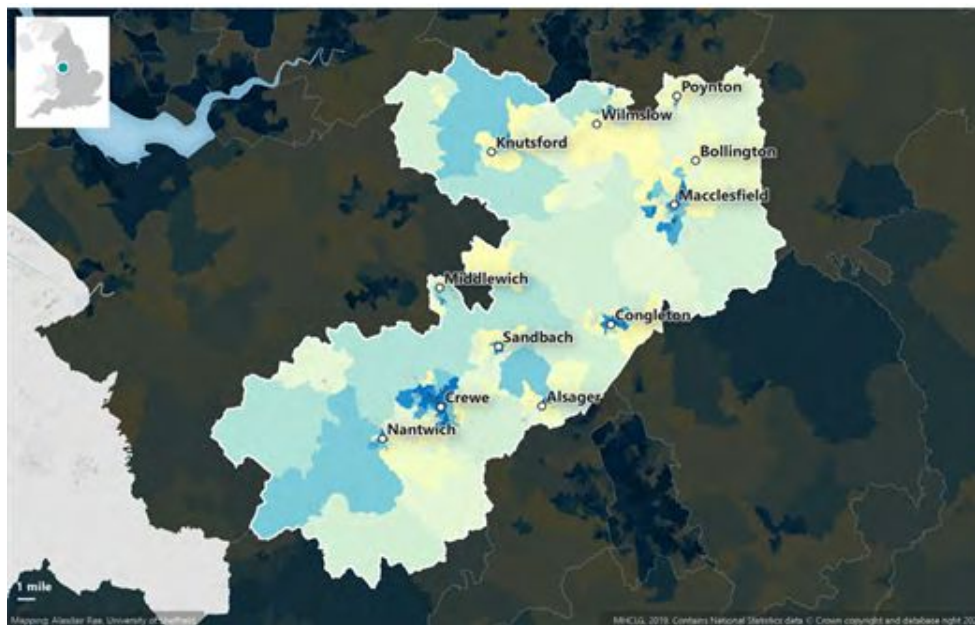 Poynton
Wilmslow
Knutsford
Bollington
Macclesfield
Middlewich
Congleton
Sandbach
Crewe
Alsager
Nantwich
1 mile
Mapping: Alasdair Rae, University of Sheffield
MHCLG, 2019. Contains National Statistics data © Crown copyright and database right 20